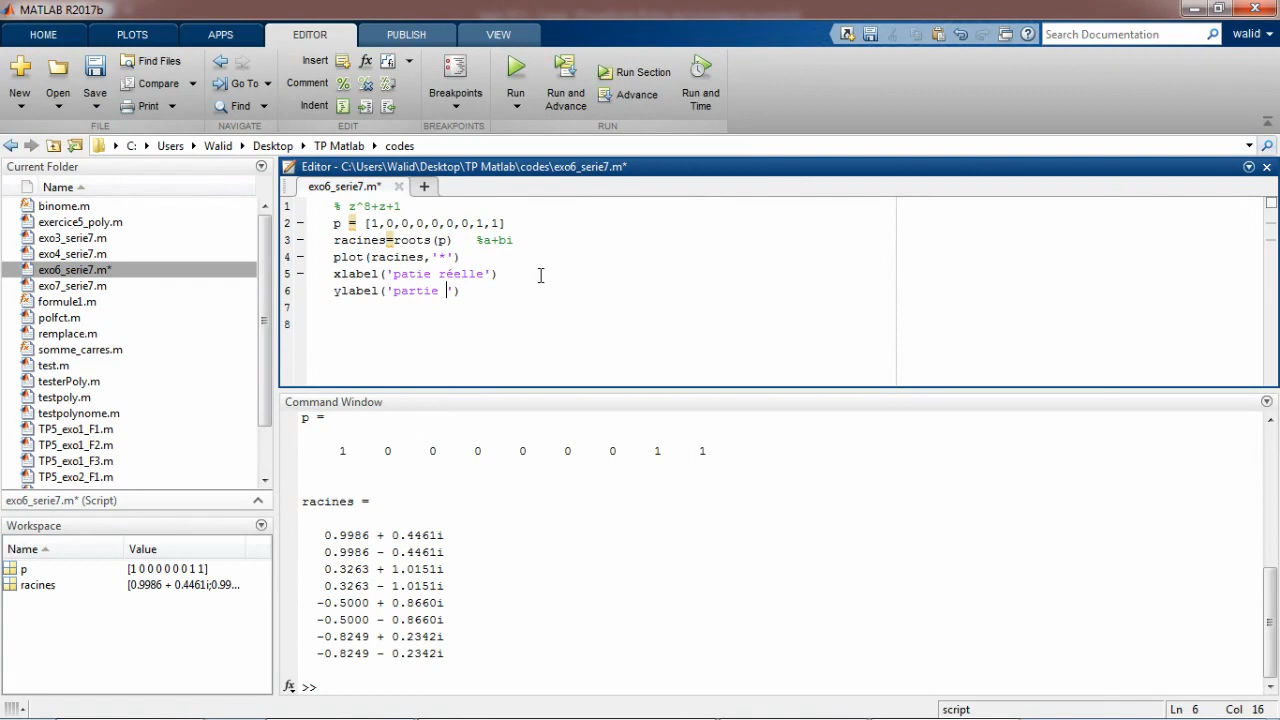 MATLAB R2017b
HOME PLOTS APPS EDITOR PUBLISH VIEW Search Documentation walid
New Open Save Find Files Compare Print Go To Find Insert Comment Indent fx Breakpoints Run Run and Advance Run Section Advance Run and Time
FILE NAVIGATE EDIT BREAKPOINTS RUN
C: Users Walid Desktop TP Matlab codes
Current Folder
Name
binome.m
exercice5_poly.m
exo3_serie7.m
exo4_serie7.m
exo6_serie7.m*
exo7_serie7.m
formule1.m
polfct.m
remplace.m
somme_carres.m
test.m
testerPoly.m
testpoly.m
testpolynome.m
TP5_exo1_F1.m
TP5_exo1_F2.m
TP5_exo1_F3.m
TP5_exo2_F1.m
exo6_serie7.m* (Script)
Workspace
Name Value
p [1 0 0 0 0 0 0 1 1]
racines [0.9986 + 0.4461i;0.99...
Editor - C:\Users\Walid\Desktop\TP Matlab\codes\exo6_serie7.m*
exo6_serie7.m*
1 % z^8+z+1
2 p = [1,0,0,0,0,0,0,1,1]
3 racines=roots(p) %a+bi
4 plot(racines,'*')
5 xlabel('patie réelle')
6 ylabel('partie ')
7
8
Command Window
p =
1 0 0 0 0 0 0 1 1
racines =
0.9986 + 0.4461i
0.9986 - 0.4461i
0.3263 + 1.0151i
0.3263 - 1.0151i
-0.5000 + 0.8660i
-0.5000 - 0.8660i
-0.8249 + 0.2342i
-0.8249 - 0.2342i
fx >>
script Ln 6 Col 16